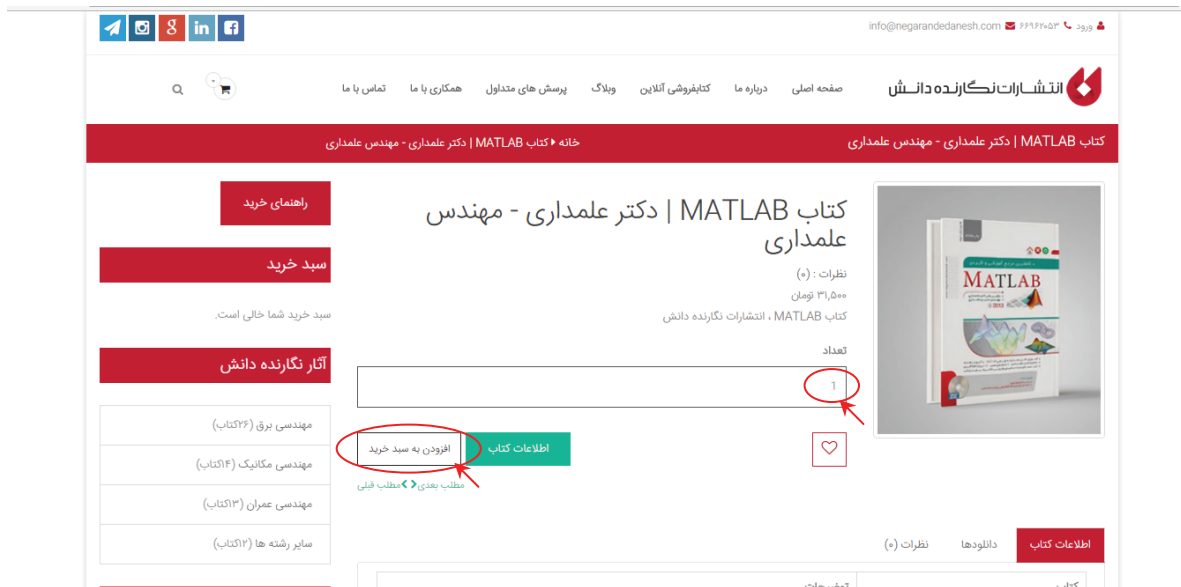 ورود ۶۶۹۶۲۰۵۳ info@negarandedanesh.com
انتشارات نگارنده دانش
صفحه اصلی درباره ما کتابفروشی آنلاین وبلاگ پرسش های متداول همکاری با ما تماس با ما
کتاب MATLAB | دکتر علمداری - مهندس علمداری
خانه کتاب MATLAB | دکتر علمداری - مهندس علمداری
MATLAB
کتاب MATLAB | دکتر علمداری - مهندس
علمداری
نظرات : (۰)
۳۱,۵۰۰ تومان
کتاب MATLAB ، انتشارات نگارنده دانش
تعداد
1
اطلاعات کتاب افزودن به سبد خرید
مطلب بعدی مطلب قبلی
راهنمای خرید
سبد خرید
سبد خرید شما خالی است.
آثار نگارنده دانش
مهندسی برق (۲۶کتاب)
مهندسی مکانیک (۱۴کتاب)
مهندسی عمران (۱۳کتاب)
سایر رشته ها (۱۲کتاب)
اطلاعات کتاب دانلودها نظرات (۰)